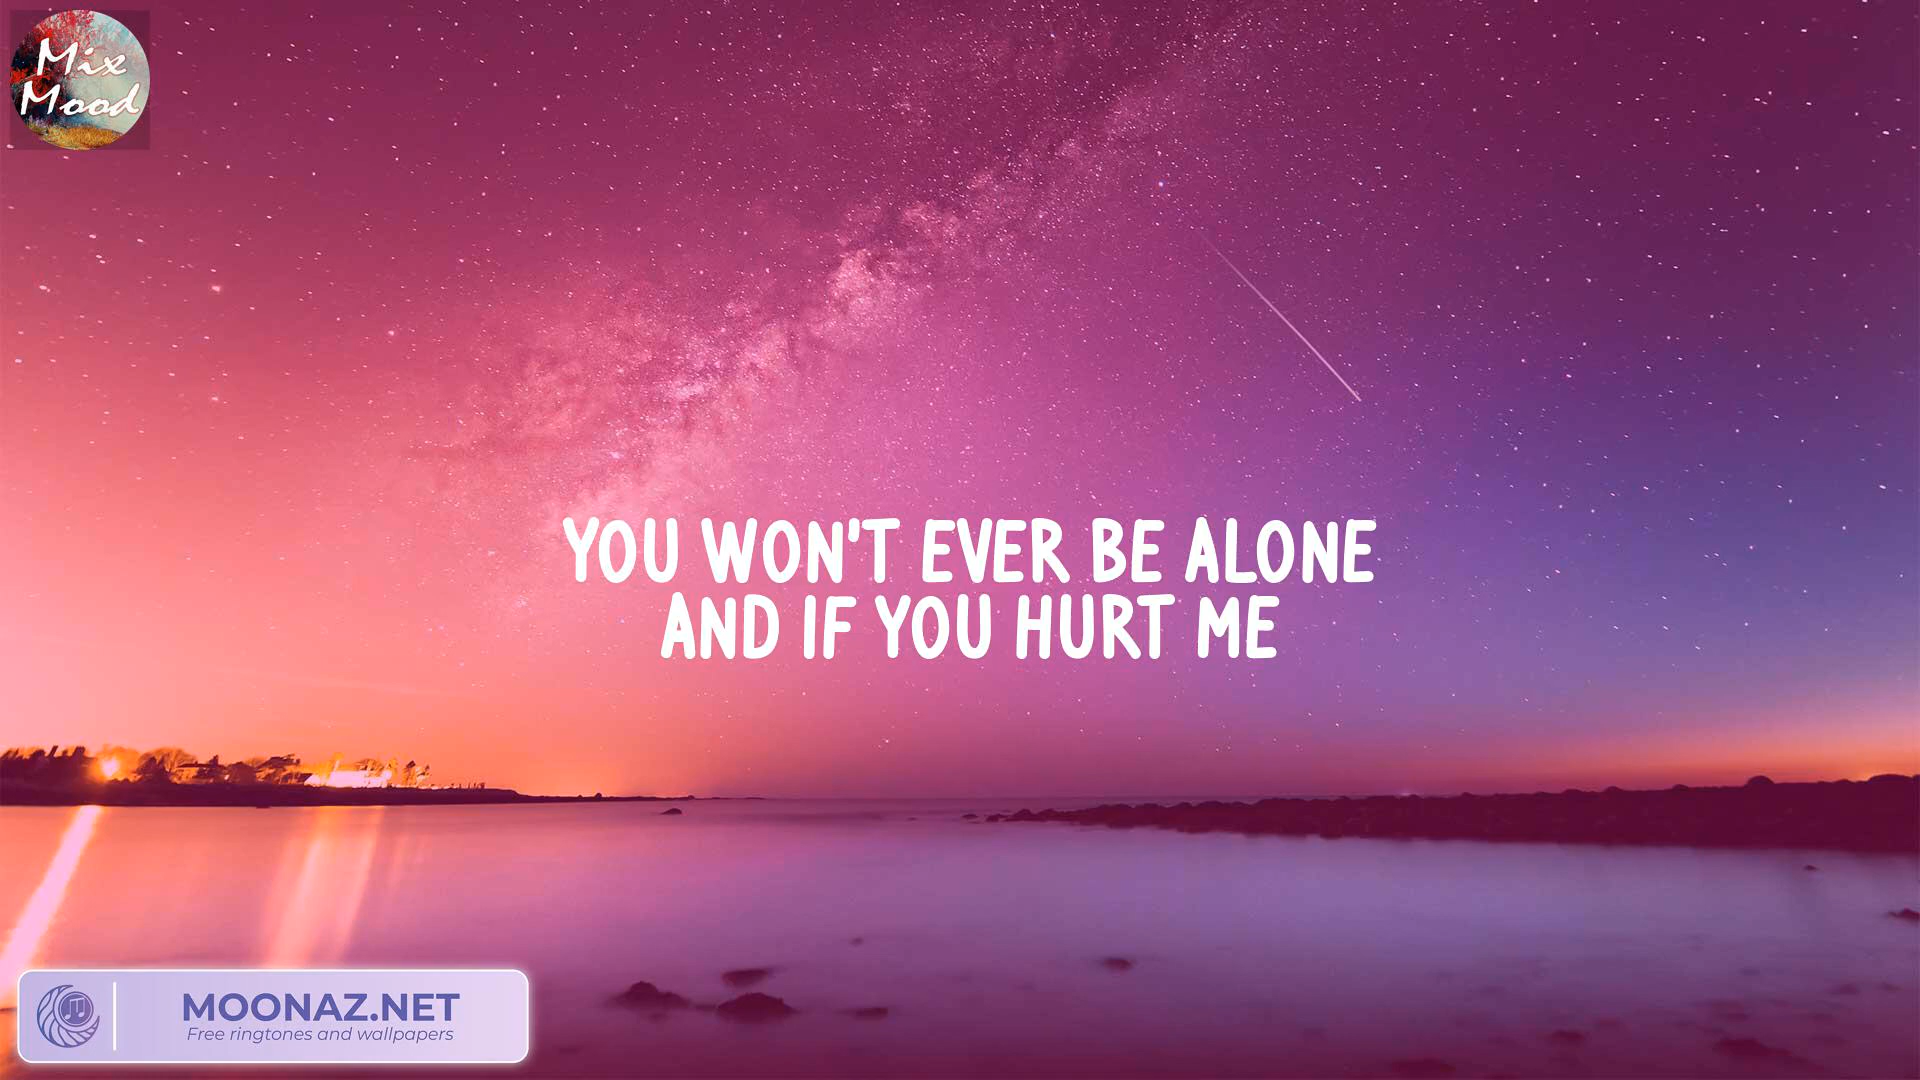 Mix
Mood
YOU WON'T EVER BE ALONE
AND IF YOU HURT ME
MOONAZ.NET
Free ringtones and wallpapers